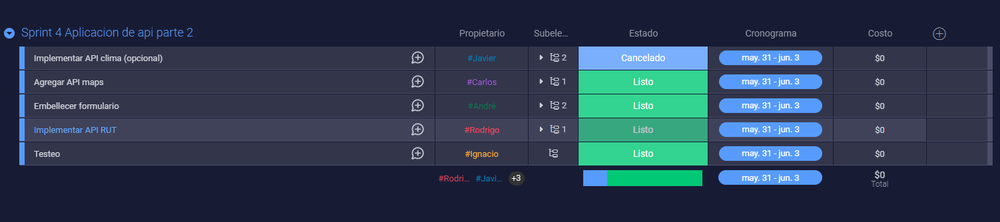 Sprint 4 Aplicacion de api parte 2 Propietario Subele... Estado Cronograma Costo
Implementar API clima (opcional) #Javier 2 Cancelado may. 31 - jun. 3 $0
Agregar API maps #Carlos 1 Listo may. 31 - jun. 3 $0
Embellecer formulario #André 2 Listo may. 31 - jun. 3 $0
Implementar API RUT #Rodrigo 1 Listo may. 31 - jun. 3 $0
Testeo #Ignacio Listo may. 31 - jun. 3 $0
#Rodri... #Javi... +3 may. 31 - jun. 3 $0
Total